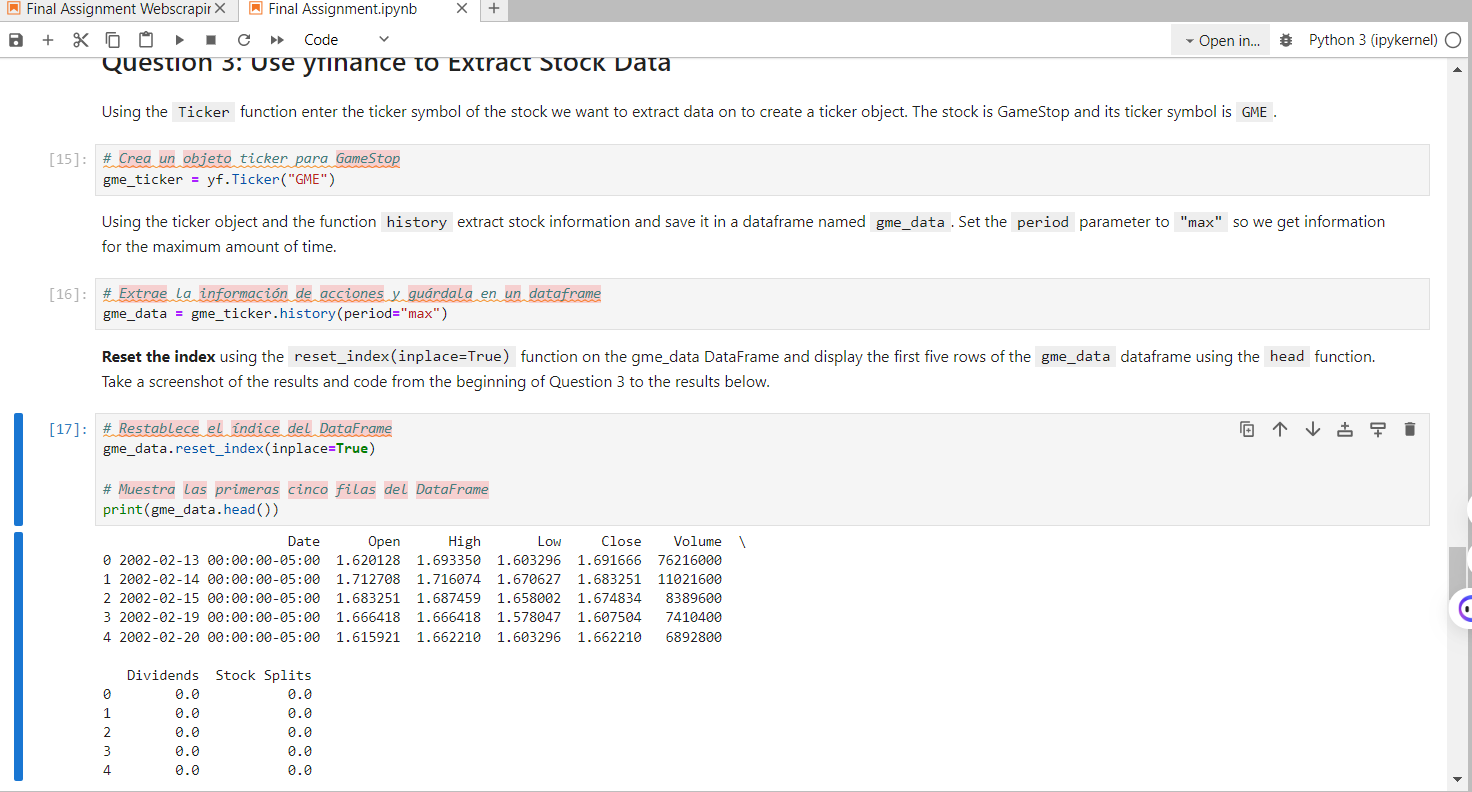 Final Assignment Webscrapir
Final Assignment.ipynb
Code
Open in...
Python 3 (ipykernel)
Question 3: Use yfinance to Extract Stock Data
Using the Ticker function enter the ticker symbol of the stock we want to extract data on to create a ticker object. The stock is GameStop and its ticker symbol is GME .
[15]:
# Crea un objeto ticker para GameStop
gme_ticker = yf.Ticker("GME")
Using the ticker object and the function history extract stock information and save it in a dataframe named gme_data . Set the period parameter to "max" so we get information
for the maximum amount of time.
[16]:
# Extrae la información de acciones y guárdala en un dataframe
gme_data = gme_ticker.history(period="max")
Reset the index using the reset_index(inplace=True) function on the gme_data DataFrame and display the first five rows of the gme_data dataframe using the head function.
Take a screenshot of the results and code from the beginning of Question 3 to the results below.
[17]:
# Restablece el índice del DataFrame
gme_data.reset_index(inplace=True)
# Muestra las primeras cinco filas del DataFrame
print(gme_data.head())
Date Open High Low Close Volume \
0 2002-02-13 00:00:00-05:00 1.620128 1.693350 1.603296 1.691666 76216000
1 2002-02-14 00:00:00-05:00 1.712708 1.716074 1.670627 1.683251 11021600
2 2002-02-15 00:00:00-05:00 1.683251 1.687459 1.658002 1.674834 8389600
3 2002-02-19 00:00:00-05:00 1.666418 1.666418 1.578047 1.607504 7410400
4 2002-02-20 00:00:00-05:00 1.615921 1.662210 1.603296 1.662210 6892800
Dividends Stock Splits
0 0.0 0.0
1 0.0 0.0
2 0.0 0.0
3 0.0 0.0
4 0.0 0.0